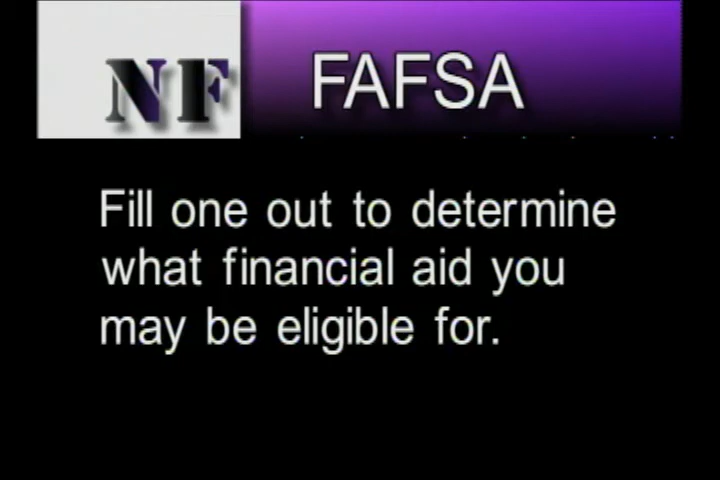 NF
FAFSA
Fill one out to determine
what financial aid you
may be eligible for.